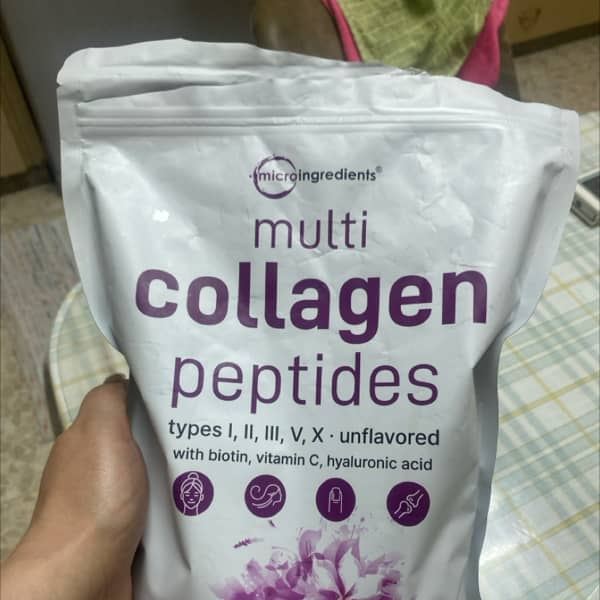 microingredients®
multi
collagen
peptides
types I, II, III, V, X · unflavored
with biotin, vitamin C, hyaluronic acid